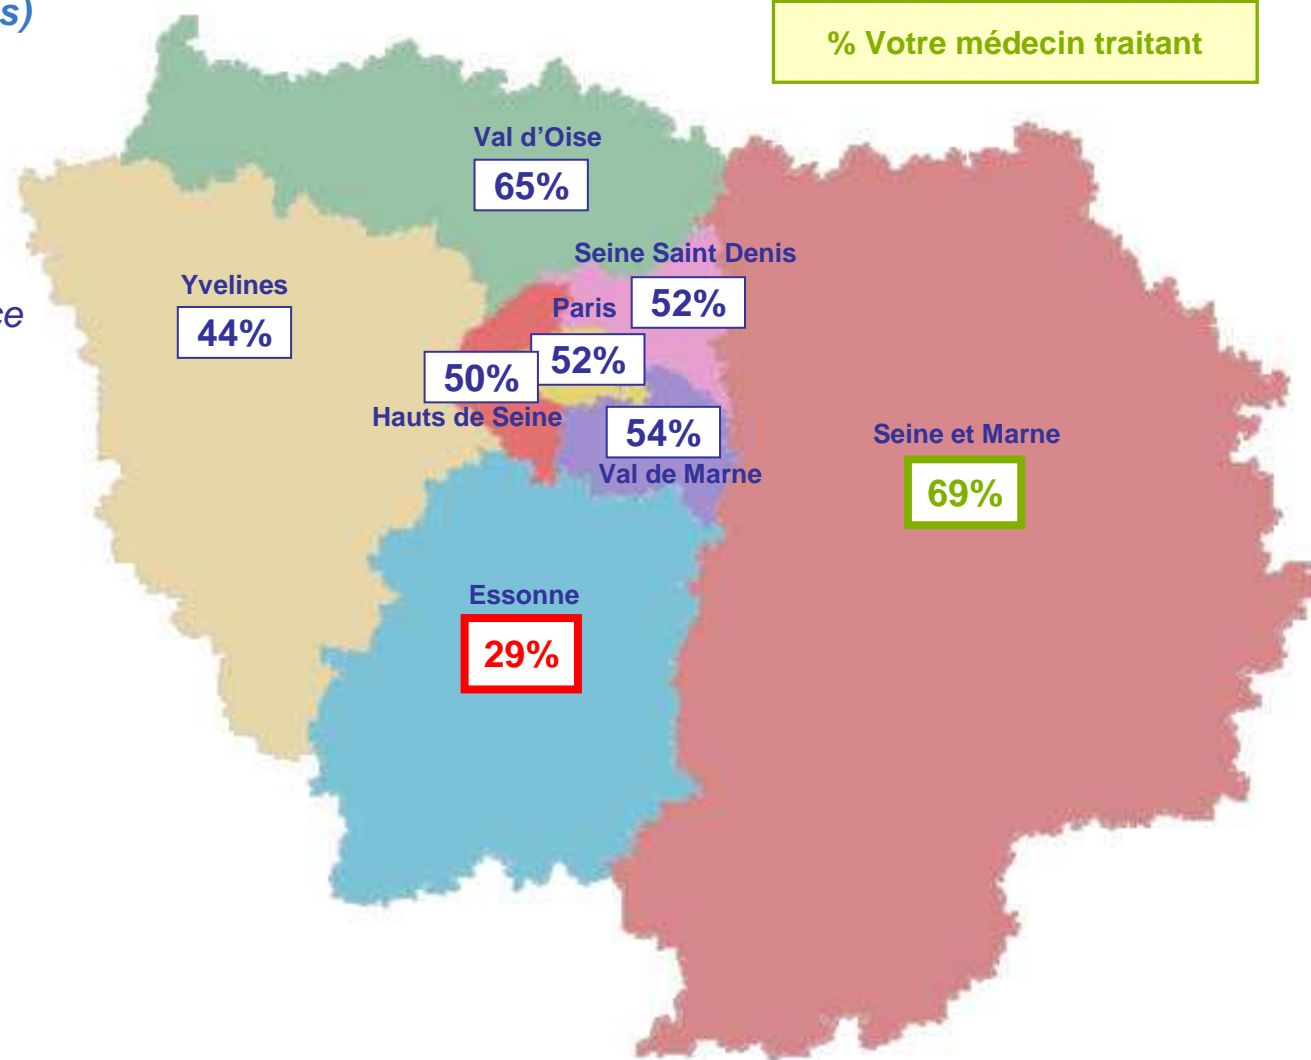 s)
% Votre médecin traitant
Val d’Oise
65%
Seine Saint Denis
52%
Yvelines
44%
ce
Paris
52%
50%
Hauts de Seine
54%
Val de Marne
Seine et Marne
69%
Essonne
29%